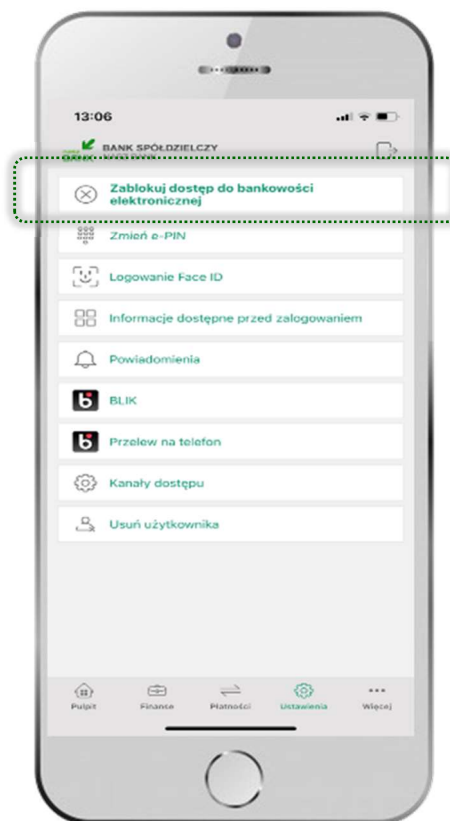 13:06
BANK SPÓŁDZIELCZY
Zablokuj dostęp do bankowości
elektronicznej
Zmień e-PIN
Logowanie Face ID
Informacje dostępne przed zalogowaniem
Powiadomienia
BLIK
Przelew na telefon
Kanały dostępu
Usuń użytkownika
Pulpit
Finanse
Płatności
Ustawienia
Więcej